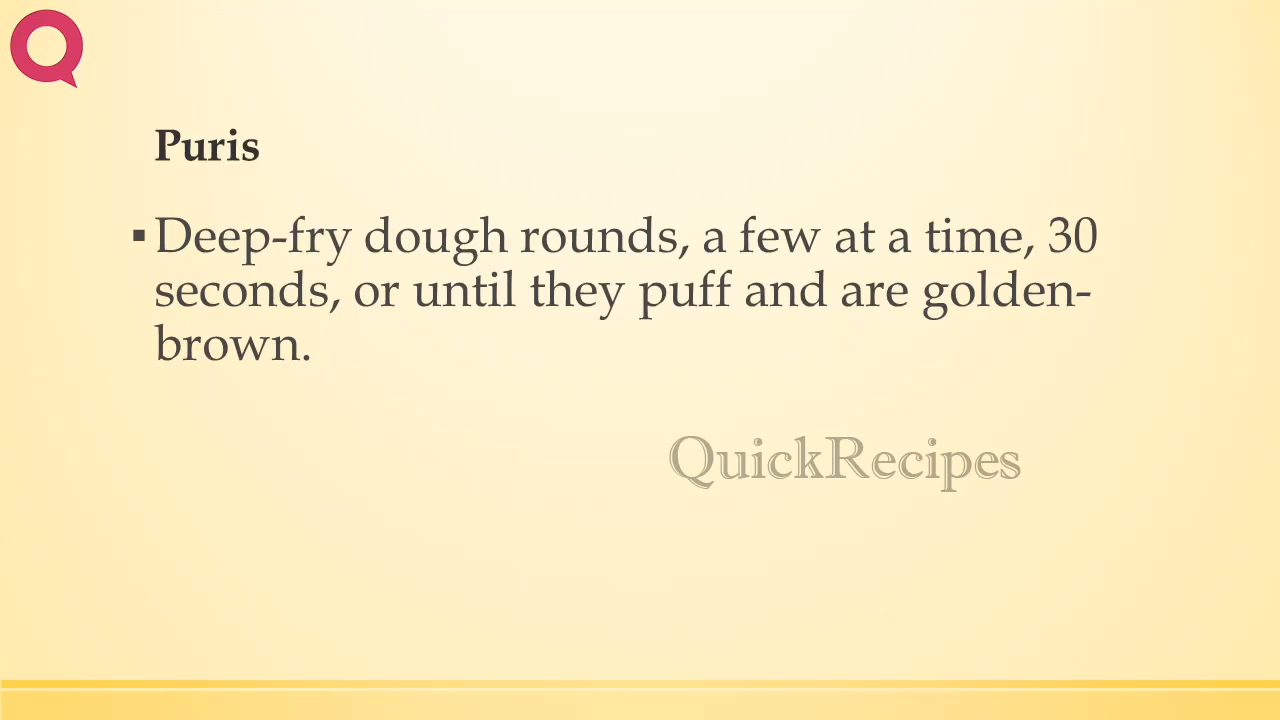 Puris
▪Deep-fry dough rounds, a few at a time, 30
seconds, or until they puff and are golden-
brown.
QuickRecipes